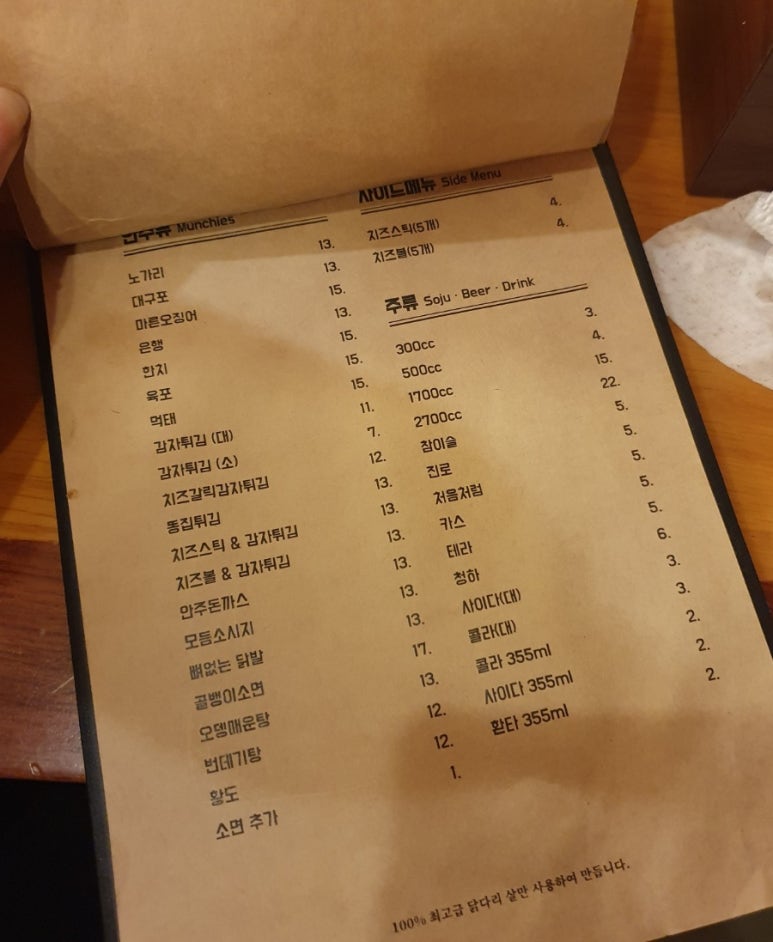 안주류 Munchies
노가리 13.
대구포 13.
마른오징어 15.
은행 13.
한치 15.
육포 15.
먹태 15.
감자튀김 (대) 11.
감자튀김 (소) 7.
치즈갈릭감자튀김 12.
똥집튀김 13.
치즈스틱 & 감자튀김 13.
치즈볼 & 감자튀김 13.
안주돈까스 13.
모듬소시지 13.
뼈없는 닭발 13.
골뱅이소면 17.
오뎅매운탕 13.
번데기탕 12.
황도 12.
소면 추가 1.
사이드메뉴 Side Menu
치즈스틱(5개) 4.
치즈볼(5개) 4.
주류 Soju · Beer · Drink
300cc 3.
500cc 4.
1700cc 15.
2700cc 22.
참이슬 5.
진로 5.
처음처럼 5.
카스 5.
테라 5.
청하 6.
사이다(대) 3.
콜라(대) 3.
콜라 355ml 2.
사이다 355ml 2.
환타 355ml 2.
100% 최고급 닭다리 살만 사용하여 만듭니다.